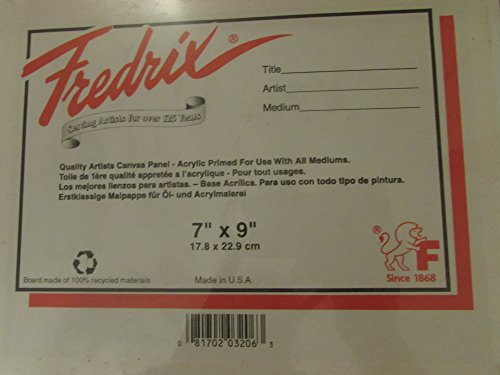 Fredrix®
Serving Artists for over 125 Years
Title
Artist
Medium
Quality Artists Canvas Panel - Acrylic Primed For Use With All Mediums.
Toile de 1ère qualité appretée a l'acrylique - Pour tout usages.
Los mejores lienzos para artistas. – Base Acrílica. Para uso con todo tipo de pintura.
Erstklassige Malpappe für Öl- und Acrylmalerei
7" x 9"
17.8 x 22.9 cm
® F
Since 1868
Board made of 100% recycled materials
Made in U.S.A.
0 81702 03206 3